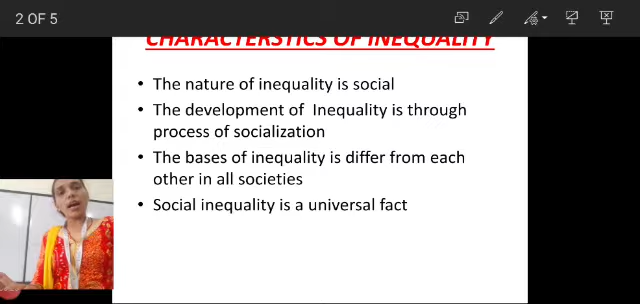 2 OF 5
CHARACTERSTICS OF INEQUALITY
• The nature of inequality is social
• The development of Inequality is through
process of socialization
• The bases of inequality is differ from each
other in all societies
• Social inequality is a universal fact